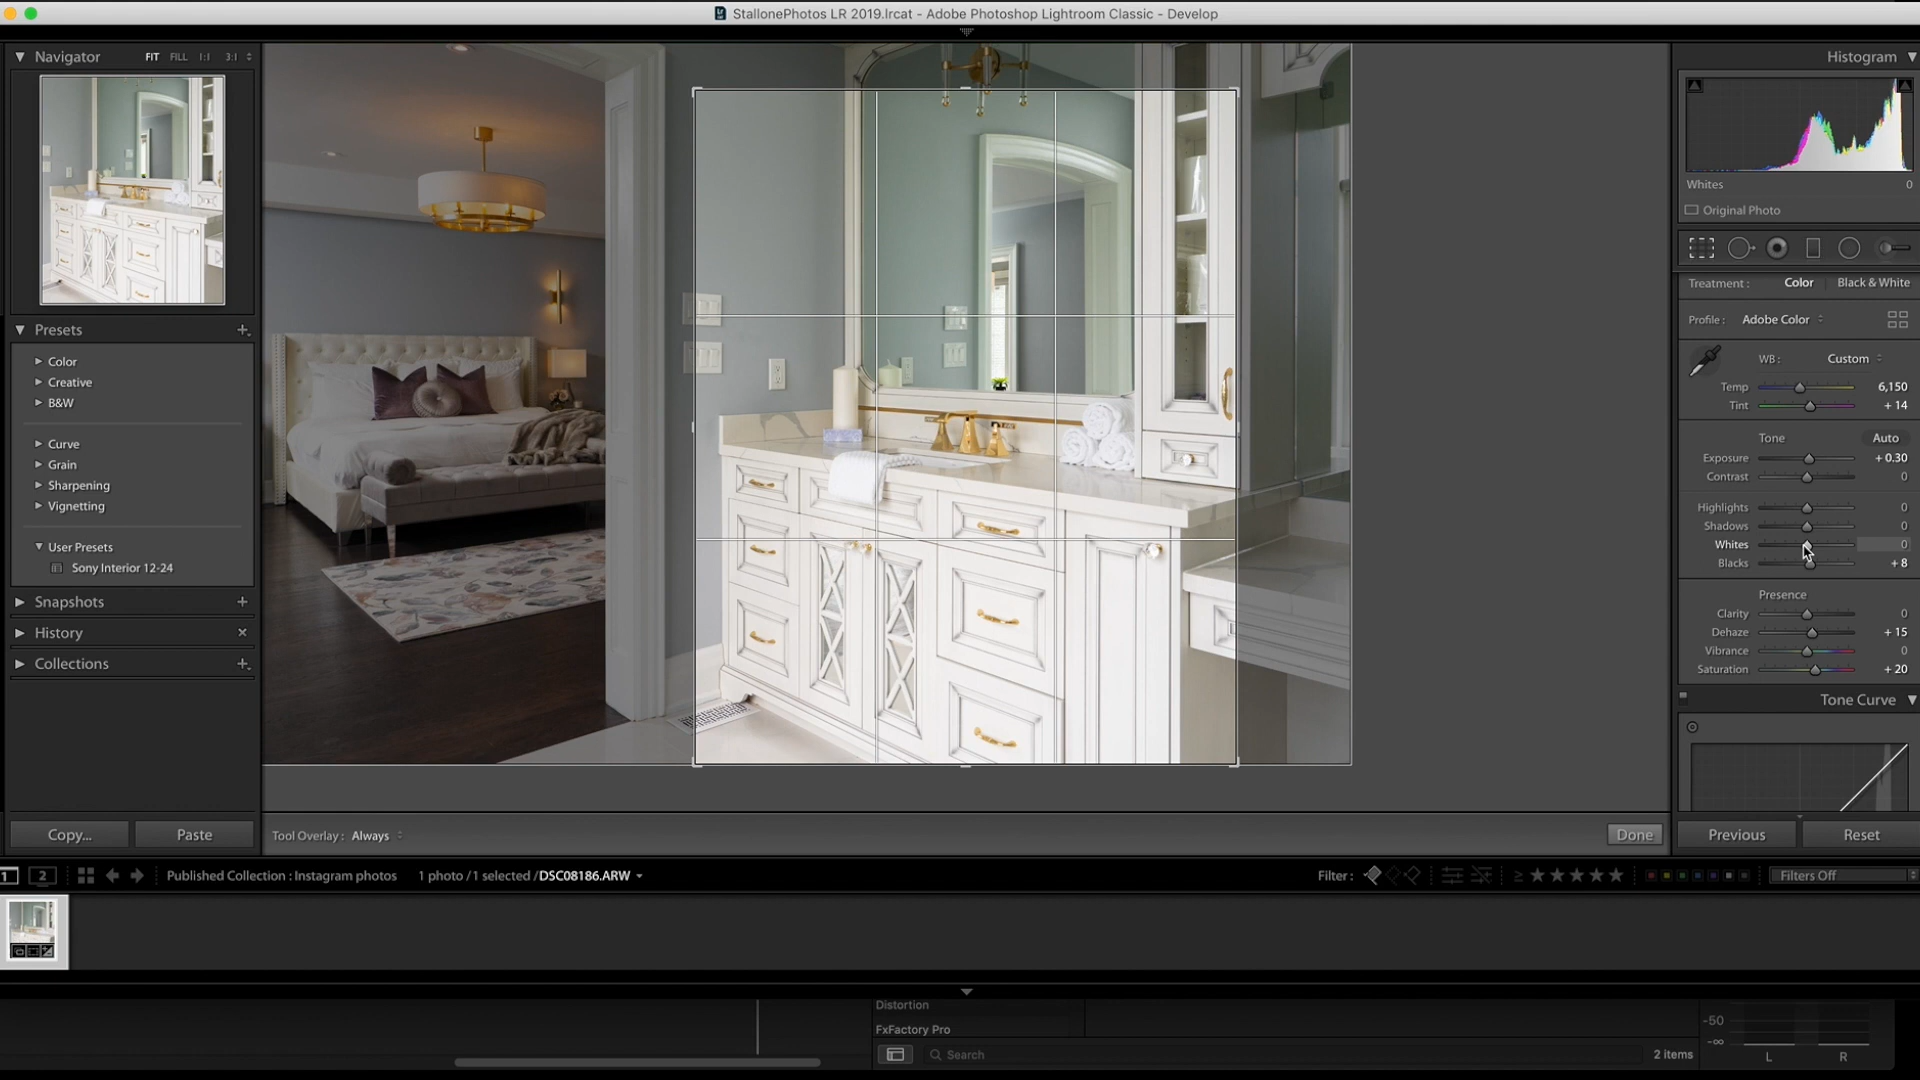 StallonePhotos LR 2019.lrcat - Adobe Photoshop Lightroom Classic - Develop
Navigator FIT FILL 1:1 3:1
Histogram
Whites 0
Original Photo
Treatment : Color Black & White
Profile : Adobe Color
WB : Custom
Temp 6,150
Tint + 14
Tone Auto
Exposure + 0.30
Contrast 0
Highlights 0
Shadows 0
Whites 0
Blacks + 8
Presence
Clarity 0
Dehaze + 15
Vibrance 0
Saturation + 20
Tone Curve
Previous Reset
Presets
Color
Creative
B&W
Curve
Grain
Sharpening
Vignetting
User Presets
Sony Interior 12-24
Snapshots
History
Collections
Copy... Paste
Tool Overlay : Always
Done
1 2 Published Collection : Instagram photos 1 photo / 1 selected / DSC08186.ARW
Filter : ≥ ★★★★★ Filters Off
Distortion
FxFactory Pro
Search 2 items
-50
-∞
L R